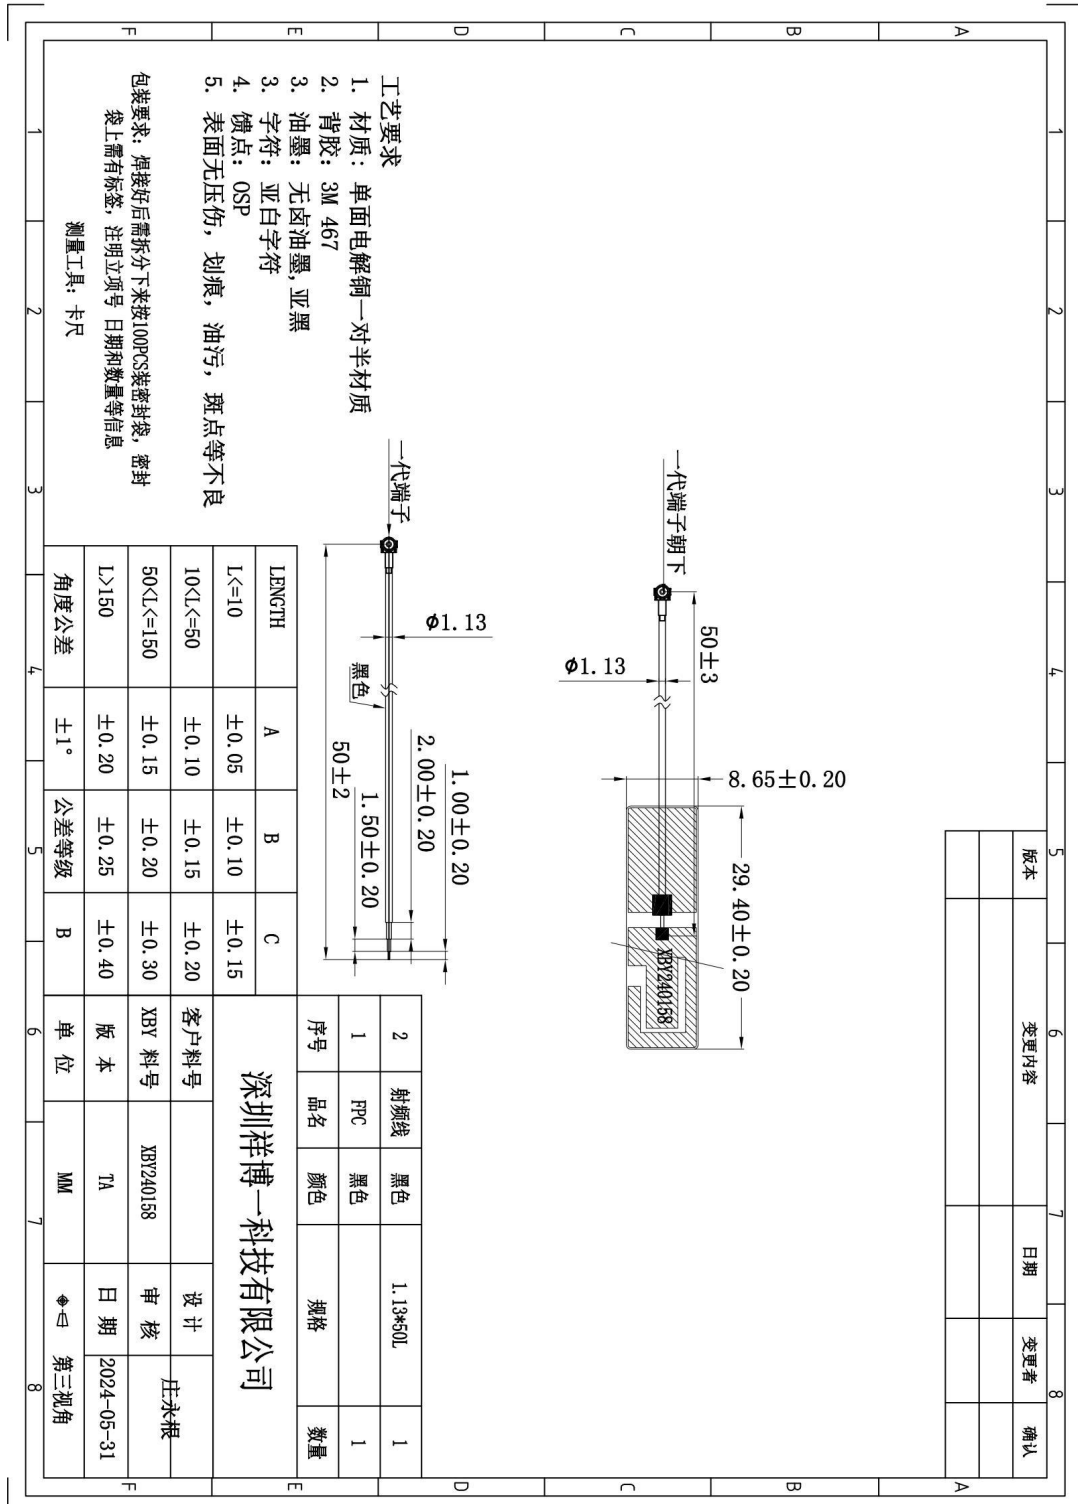 1 2 3 4 5 6 7 8
A B C D E F
版本 变更内容 日期 变更者 确认
一代端子朝下
50±3
ϕ1.13
8.65±0.20
29.40±0.20
XBY240158
一代端子
ϕ1.13
黑色
50±2
1.00±0.20
2.00±0.20
1.50±0.20
工艺要求
1. 材质: 单面电解铜一对半材质
2. 背胶: 3M 467
3. 油墨: 无卤油墨,亚黑
3. 字符: 亚白字符
4. 馈点: OSP
5. 表面无压伤, 划痕, 油污, 斑点等不良
包装要求: 焊接好后需拆分下来按100PCS装密封袋, 密封
袋上需有标签, 注明立项号 日期和数量等信息
测量工具: 卡尺
LENGTH A B C
L<=10 ±0.05 ±0.10 ±0.15
10<L<=50 ±0.10 ±0.15 ±0.20
50<L<=150 ±0.15 ±0.20 ±0.30
L>150 ±0.20 ±0.25 ±0.40
角度公差 ±1° 公差等级 B
2 射频线 黑色 1.13*50L 1
1 FPC 黑色 1
序号 品名 颜色 规格 数量
深圳祥博一科技有限公司
客户料号 设计
XBY 料号 XBY240158 审核 庄永根
版本 TA 日期 2024-05-31
单位 MM 第三视角
1 2 3 4 5 6 7 8
A B C D E F